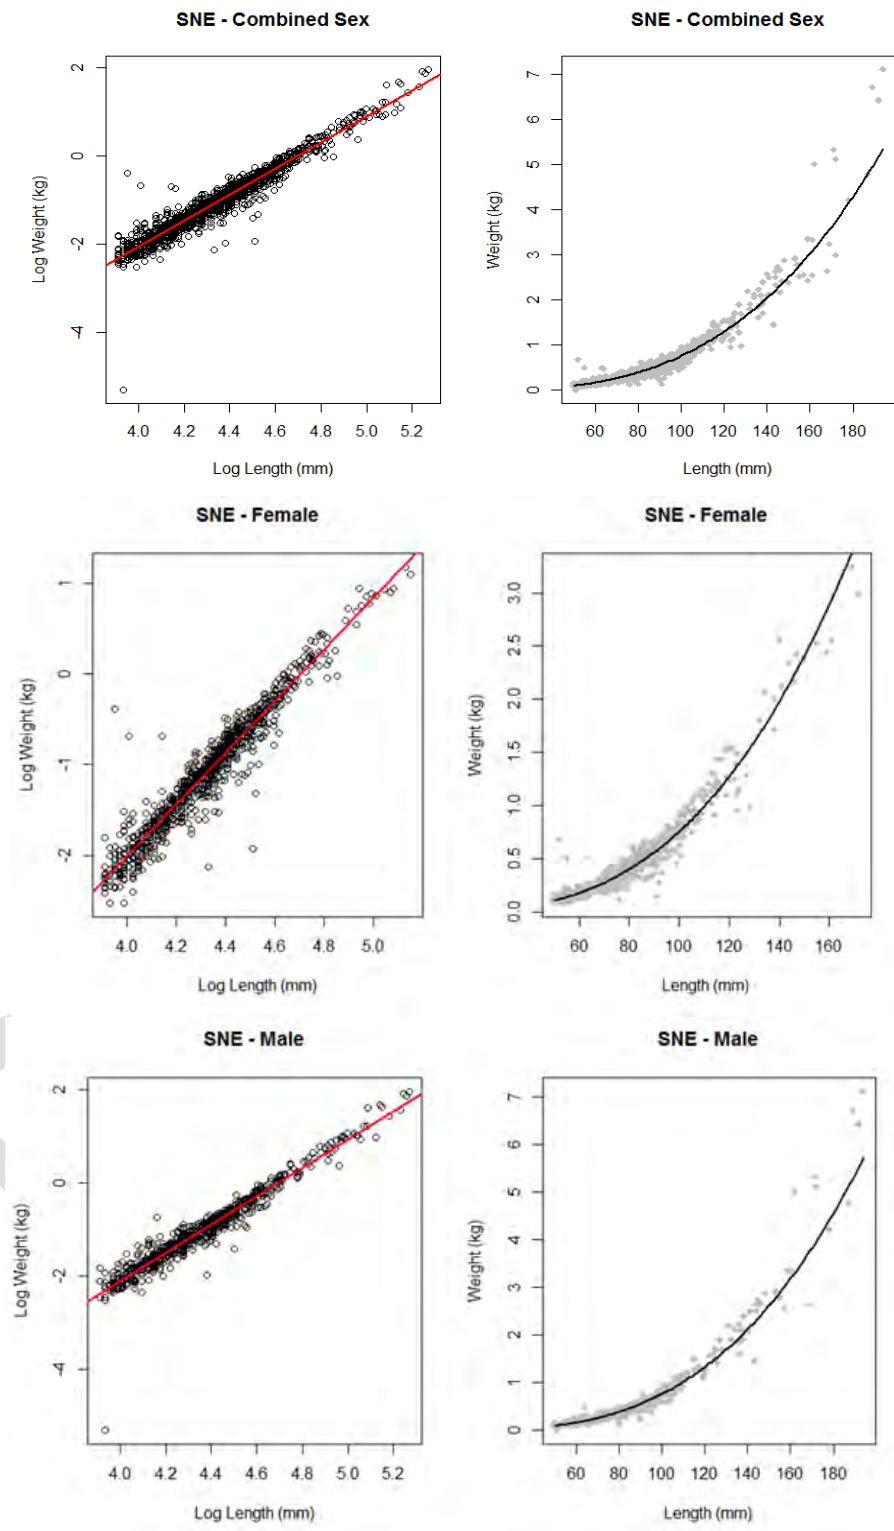 SNE - Combined Sex
SNE - Combined Sex
Log Weight (kg)
2
0
-2
-4
4.0 4.2 4.4 4.6 4.8 5.0 5.2
Log Length (mm)
Weight (kg)
7
6
5
4
3
2
1
0
60 80 100 120 140 160 180
Length (mm)
SNE - Female
SNE - Female
Log Weight (kg)
1
0
-1
-2
4.0 4.2 4.4 4.6 4.8 5.0
Log Length (mm)
Weight (kg)
3.0
2.5
2.0
1.5
1.0
0.5
0.0
60 80 100 120 140 160
Length (mm)
SNE - Male
SNE - Male
Log Weight (kg)
2
0
-2
-4
4.0 4.2 4.4 4.6 4.8 5.0 5.2
Log Length (mm)
Weight (kg)
7
6
5
4
3
2
1
0
60 80 100 120 140 160 180
Length (mm)